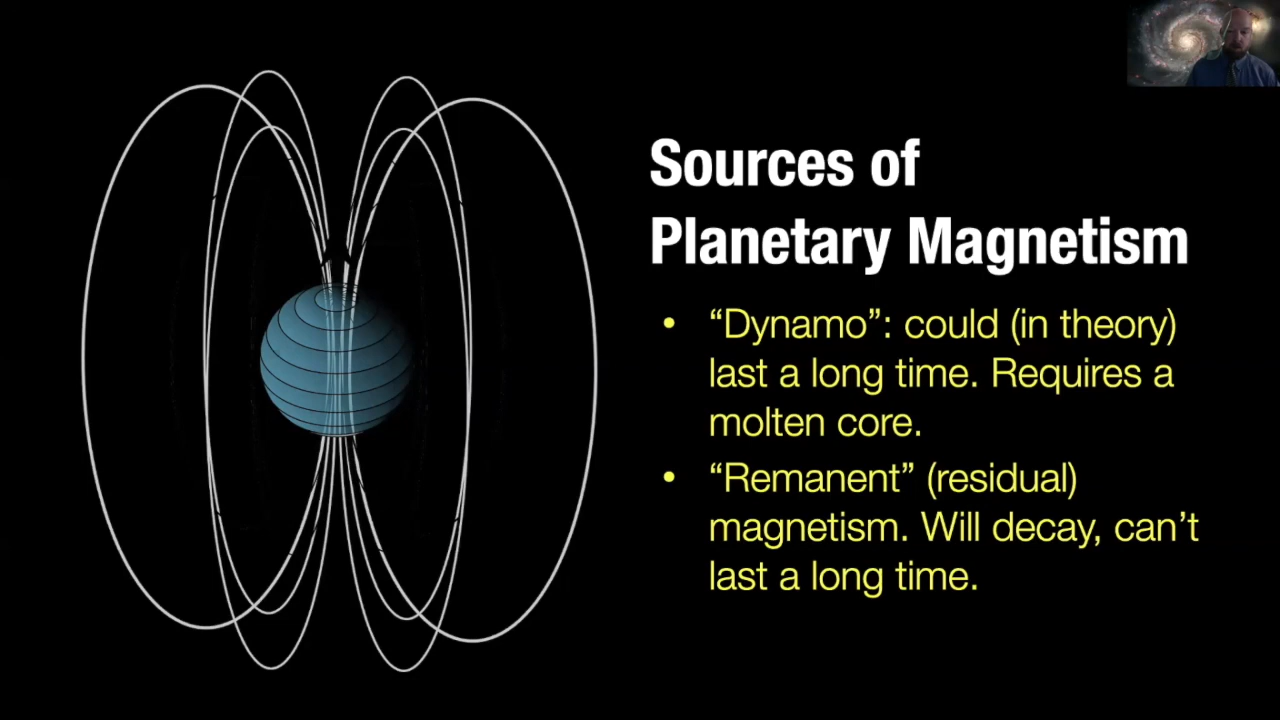 Sources of
Planetary Magnetism
• “Dynamo”: could (in theory)
last a long time. Requires a
molten core.
• “Remanent” (residual)
magnetism. Will decay, can’t
last a long time.